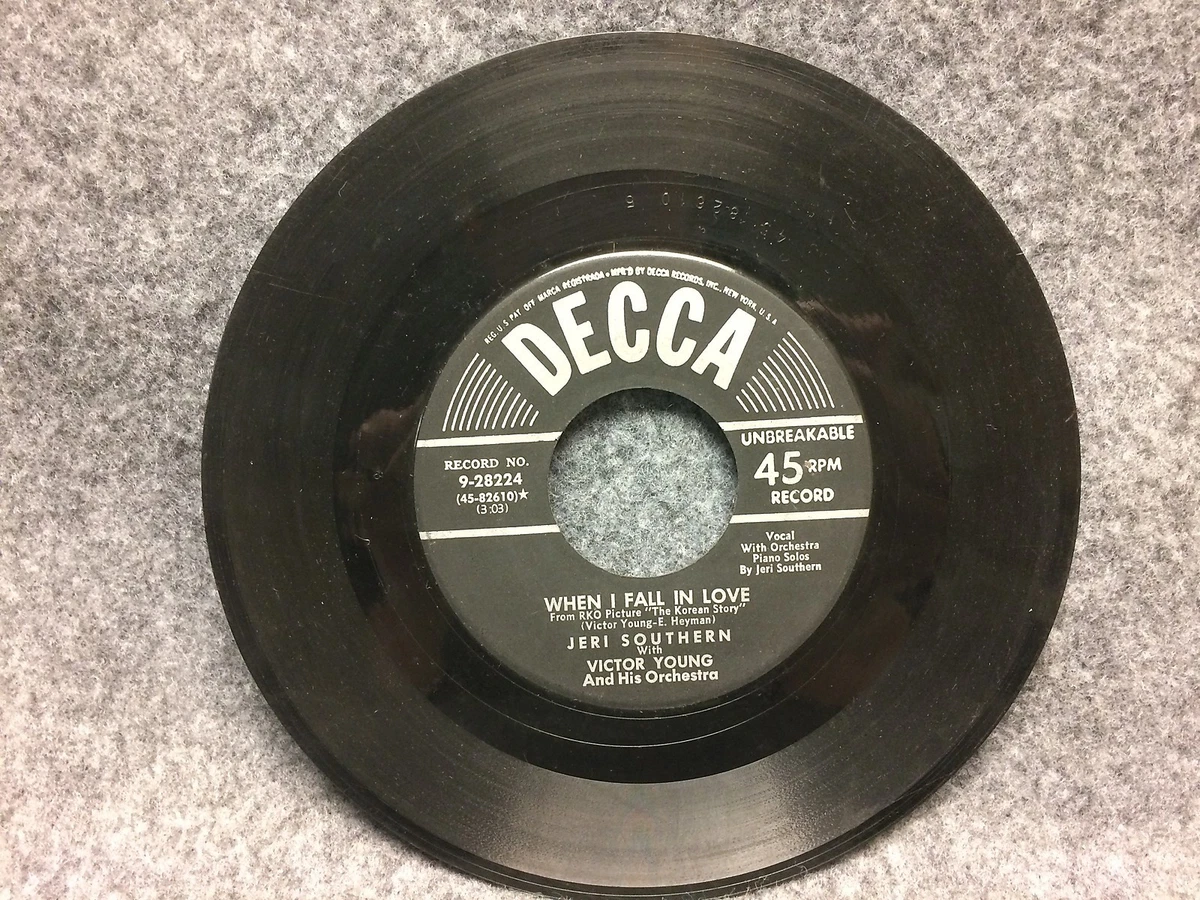 REG. U.S. PAT. OFF. MARCA REGISTRADA • MFR'D BY DECCA RECORDS, INC., NEW YORK, U.S.A.
DECCA
RECORD NO.
9-28224
(45-82610)★
(3:03)
UNBREAKABLE
45 RPM
RECORD
Vocal
With Orchestra
Piano Solos
By Jeri Southern
WHEN I FALL IN LOVE
From RKO Picture "The Korean Story"
(Victor Young-E. Heyman)
JERI SOUTHERN
With
VICTOR YOUNG
And His Orchestra